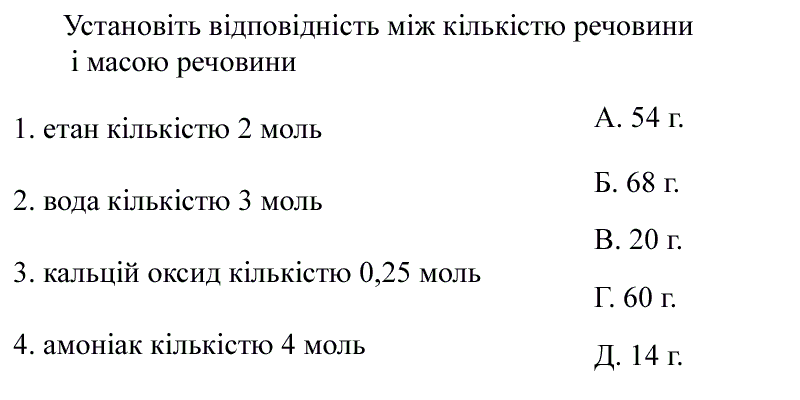 Установіть відповідність між кількістю речовини
і масою речовини
1. етан кількістю 2 моль
2. вода кількістю 3 моль
3. кальцій оксид кількістю 0,25 моль
4. амоніак кількістю 4 моль
А. 54 г.
Б. 68 г.
В. 20 г.
Г. 60 г.
Д. 14 г.